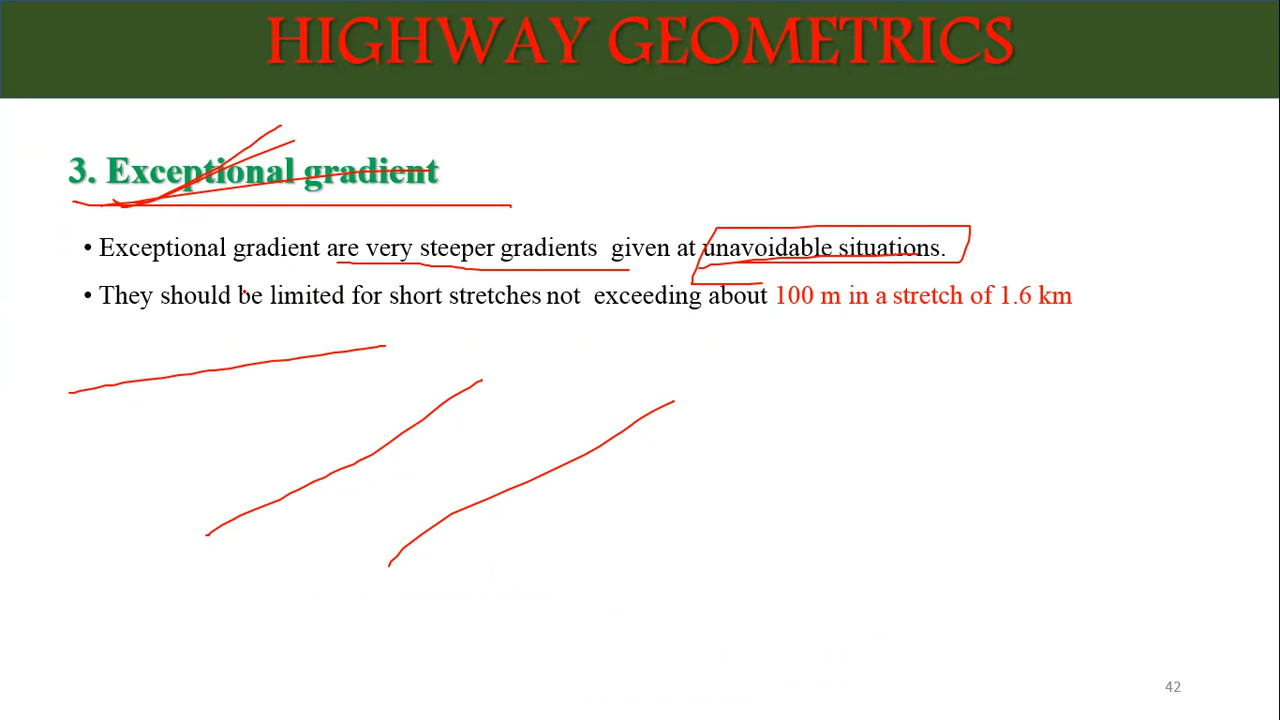 HIGHWAY GEOMETRICS
3. Exceptional gradient
• Exceptional gradient are very steeper gradients given at unavoidable situations.
• They should be limited for short stretches not exceeding about 100 m in a stretch of 1.6 km
42